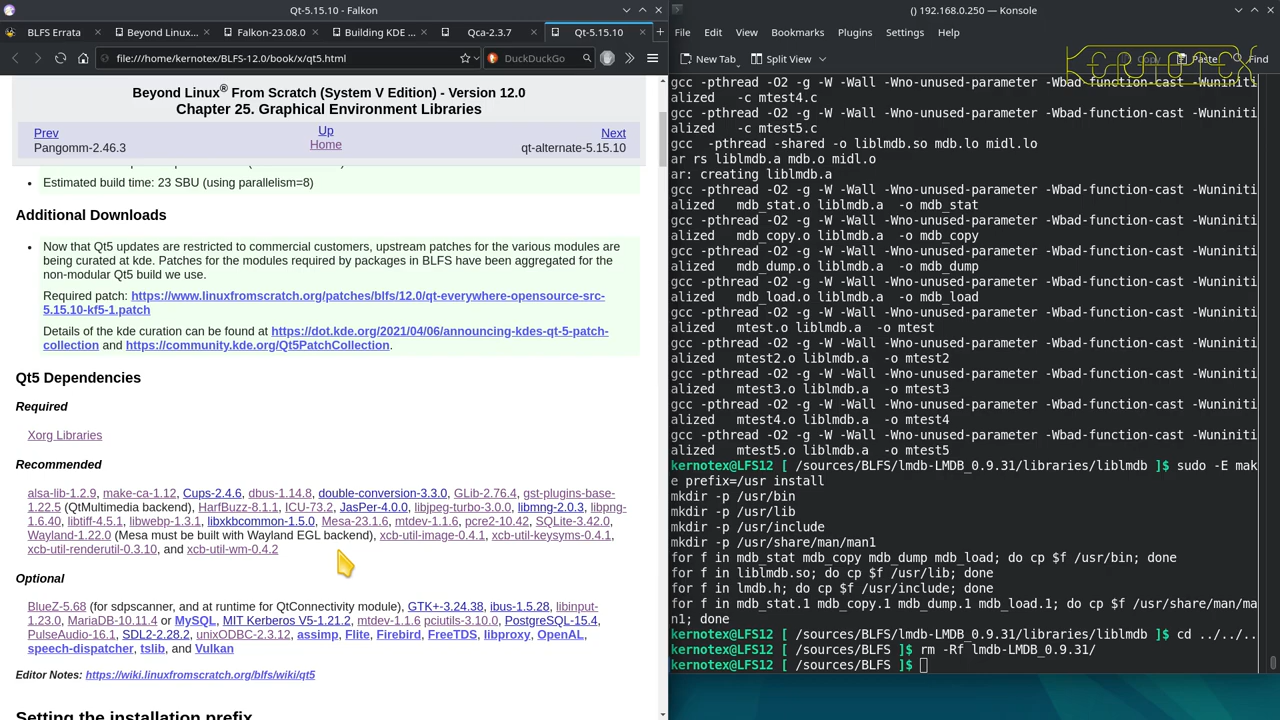 Qt-5.15.10 — Falkon
() 192.168.0.250 — Konsole
BLFS Errata
Beyond Linux...
Falkon-23.08.0
Building KDE ...
Qca-2.3.7
Qt-5.15.10
File Edit View Bookmarks Plugins Settings Help
file:///home/kernotex/BLFS-12.0/book/x/qt5.html
DuckDuckGo
New Tab
Split View
Copy
Paste
Find
KERNOTEX
Beyond Linux® From Scratch (System V Edition) - Version 12.0
Chapter 25. Graphical Environment Libraries
Prev
Up
Next
Pangomm-2.46.3
Home
qt-alternate-5.15.10
• Estimated build time: 23 SBU (using parallelism=8)
Additional Downloads
• Now that Qt5 updates are restricted to commercial customers, upstream patches for the various modules are
being curated at kde. Patches for the modules required by packages in BLFS have been aggregated for the
non-modular Qt5 build we use.
Required patch: https://www.linuxfromscratch.org/patches/blfs/12.0/qt-everywhere-opensource-src-
5.15.10-kf5-1.patch
Details of the kde curation can be found at https://dot.kde.org/2021/04/06/announcing-kdes-qt-5-patch-
collection and https://community.kde.org/Qt5PatchCollection.
Qt5 Dependencies
Required
Xorg Libraries
Recommended
alsa-lib-1.2.9, make-ca-1.12, Cups-2.4.6, dbus-1.14.8, double-conversion-3.3.0, GLib-2.76.4, gst-plugins-base-
1.22.5 (QtMultimedia backend), HarfBuzz-8.1.1, ICU-73.2, JasPer-4.0.0, libjpeg-turbo-3.0.0, libmng-2.0.3, libpng-
1.6.40, libtiff-4.5.1, libwebp-1.3.1, libxkbcommon-1.5.0, Mesa-23.1.6, mtdev-1.1.6, pcre2-10.42, SQLite-3.42.0,
Wayland-1.22.0 (Mesa must be built with Wayland EGL backend), xcb-util-image-0.4.1, xcb-util-keysyms-0.4.1,
xcb-util-renderutil-0.3.10, and xcb-util-wm-0.4.2
Optional
BlueZ-5.68 (for sdpscanner, and at runtime for QtConnectivity module), GTK+-3.24.38, ibus-1.5.28, libinput-
1.23.0, MariaDB-10.11.4 or MySQL, MIT Kerberos V5-1.21.2, mtdev-1.1.6 pciutils-3.10.0, PostgreSQL-15.4,
PulseAudio-16.1, SDL2-2.28.2, unixODBC-2.3.12, assimp, Flite, Firebird, FreeTDS, libproxy, OpenAL,
speech-dispatcher, tslib, and Vulkan
Editor Notes: https://wiki.linuxfromscratch.org/blfs/wiki/qt5
Setting the installation prefix
gcc -pthread -O2 -g -W -Wall -Wno-unused-parameter -Wbad-function-cast -Wuniniti
alized   -c mtest4.c
gcc -pthread -O2 -g -W -Wall -Wno-unused-parameter -Wbad-function-cast -Wuniniti
alized   -c mtest5.c
gcc  -pthread -shared -o liblmdb.so mdb.lo midl.lo
ar rs liblmdb.a mdb.o midl.o
ar: creating liblmdb.a
gcc -pthread -O2 -g -W -Wall -Wno-unused-parameter -Wbad-function-cast -Wuniniti
alized   mdb_stat.o liblmdb.a  -o mdb_stat
gcc -pthread -O2 -g -W -Wall -Wno-unused-parameter -Wbad-function-cast -Wuniniti
alized   mdb_copy.o liblmdb.a  -o mdb_copy
gcc -pthread -O2 -g -W -Wall -Wno-unused-parameter -Wbad-function-cast -Wuniniti
alized   mdb_dump.o liblmdb.a  -o mdb_dump
gcc -pthread -O2 -g -W -Wall -Wno-unused-parameter -Wbad-function-cast -Wuniniti
alized   mdb_load.o liblmdb.a  -o mdb_load
gcc -pthread -O2 -g -W -Wall -Wno-unused-parameter -Wbad-function-cast -Wuniniti
alized   mtest.o liblmdb.a  -o mtest
gcc -pthread -O2 -g -W -Wall -Wno-unused-parameter -Wbad-function-cast -Wuniniti
alized   mtest2.o liblmdb.a  -o mtest2
gcc -pthread -O2 -g -W -Wall -Wno-unused-parameter -Wbad-function-cast -Wuniniti
alized   mtest3.o liblmdb.a  -o mtest3
gcc -pthread -O2 -g -W -Wall -Wno-unused-parameter -Wbad-function-cast -Wuniniti
alized   mtest4.o liblmdb.a  -o mtest4
gcc -pthread -O2 -g -W -Wall -Wno-unused-parameter -Wbad-function-cast -Wuniniti
alized   mtest5.o liblmdb.a  -o mtest5
kernotex@LFS12 [ /sources/BLFS/lmdb-LMDB_0.9.31/libraries/liblmdb ]$ sudo -E mak
e prefix=/usr install
mkdir -p /usr/bin
mkdir -p /usr/lib
mkdir -p /usr/include
mkdir -p /usr/share/man/man1
for f in mdb_stat mdb_copy mdb_dump mdb_load; do cp $f /usr/bin; done
for f in liblmdb.a liblmdb.so; do cp $f /usr/lib; done
for f in lmdb.h; do cp $f /usr/include; done
for f in mdb_stat.1 mdb_copy.1 mdb_dump.1 mdb_load.1; do cp $f /usr/share/man/ma
n1; done
kernotex@LFS12 [ /sources/BLFS/lmdb-LMDB_0.9.31/libraries/liblmdb ]$ cd ../../..
kernotex@LFS12 [ /sources/BLFS ]$ rm -Rf lmdb-LMDB_0.9.31/
kernotex@LFS12 [ /sources/BLFS ]$